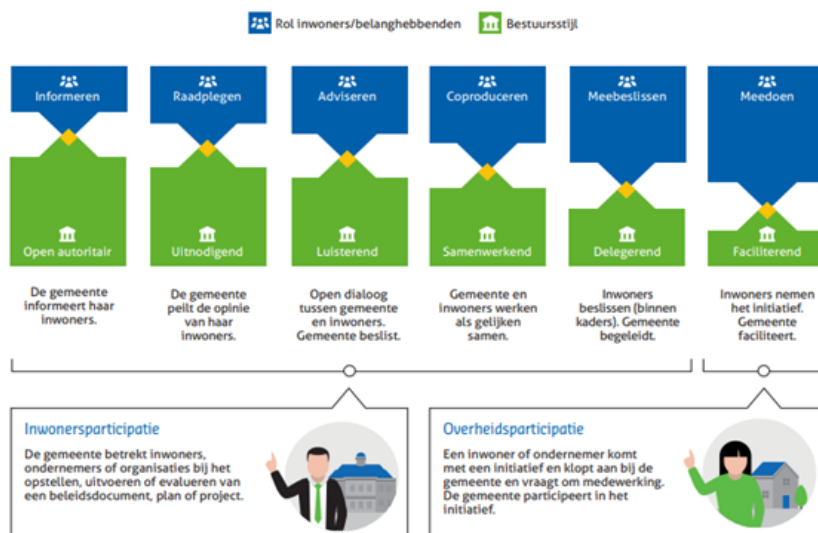 Rol inwoners/belanghebbenden
Bestuursstijl
Informeren
Raadplegen
Adviseren
Coproduceren
Meebeslissen
Meedoen
Open autoritair
Uitnodigend
Luisterend
Samenwerkend
Delegerend
Faciliterend
De gemeente
informeert haar
inwoners.
De gemeente
peilt de opinie
van haar
inwoners.
Open dialoog
tussen gemeente
en inwoners.
Gemeente beslist.
Gemeente en
inwoners werken
als gelijken
samen.
Inwoners
beslissen (binnen
kaders). Gemeente
begeleidt.
Inwoners nemen
het initiatief.
Gemeente
faciliteert.
Inwonersparticipatie
De gemeente betrekt inwoners,
ondernemers of organisaties bij het
opstellen, uitvoeren of evalueren van
een beleidsdocument, plan of project.
Overheidsparticipatie
Een inwoner of ondernemer komt
met een initiatief en klopt aan bij de
gemeente en vraagt om medewerking.
De gemeente participeert in het
initiatief.